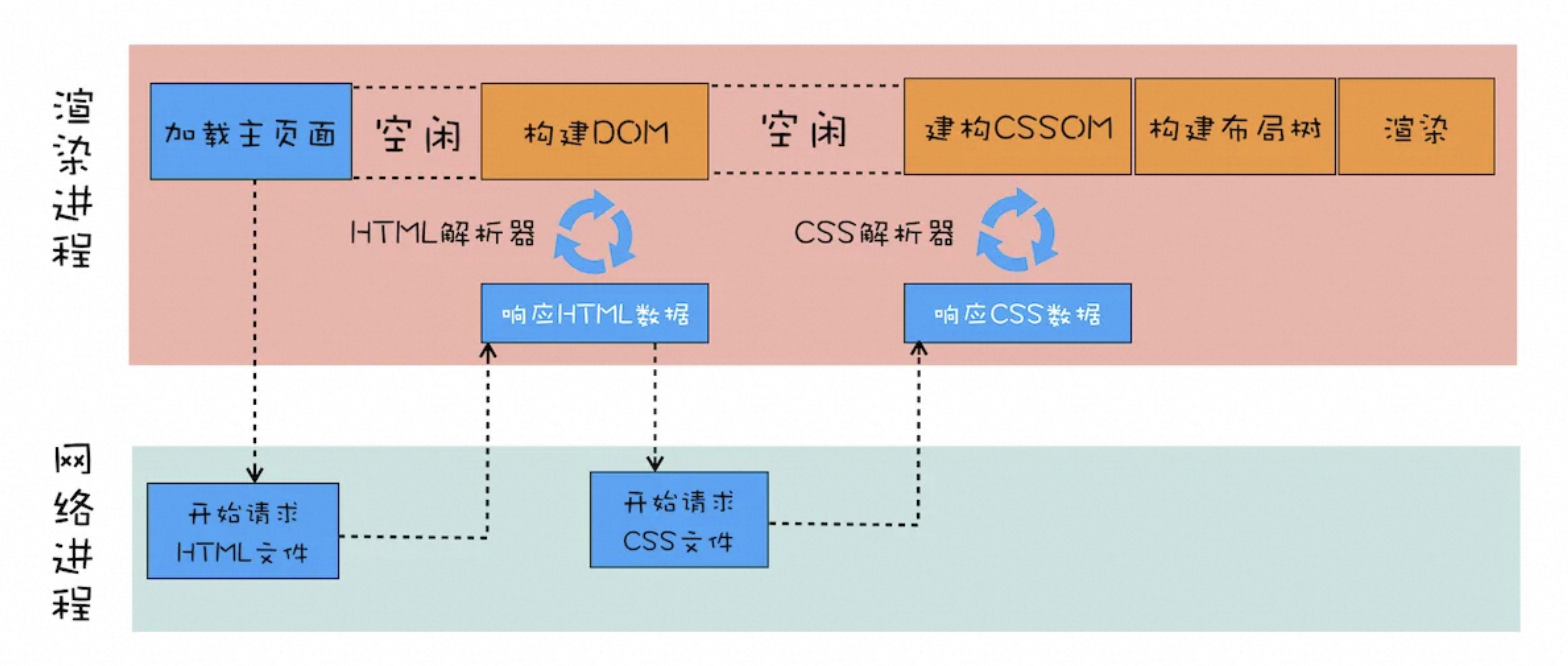 渲染进程
加载主页面
空闲
构建DOM
空闲
建构CSSOM
构建布局树
渲染
HTML解析器
CSS解析器
响应HTML数据
响应CSS数据
网络进程
开始请求
HTML文件
开始请求
CSS文件